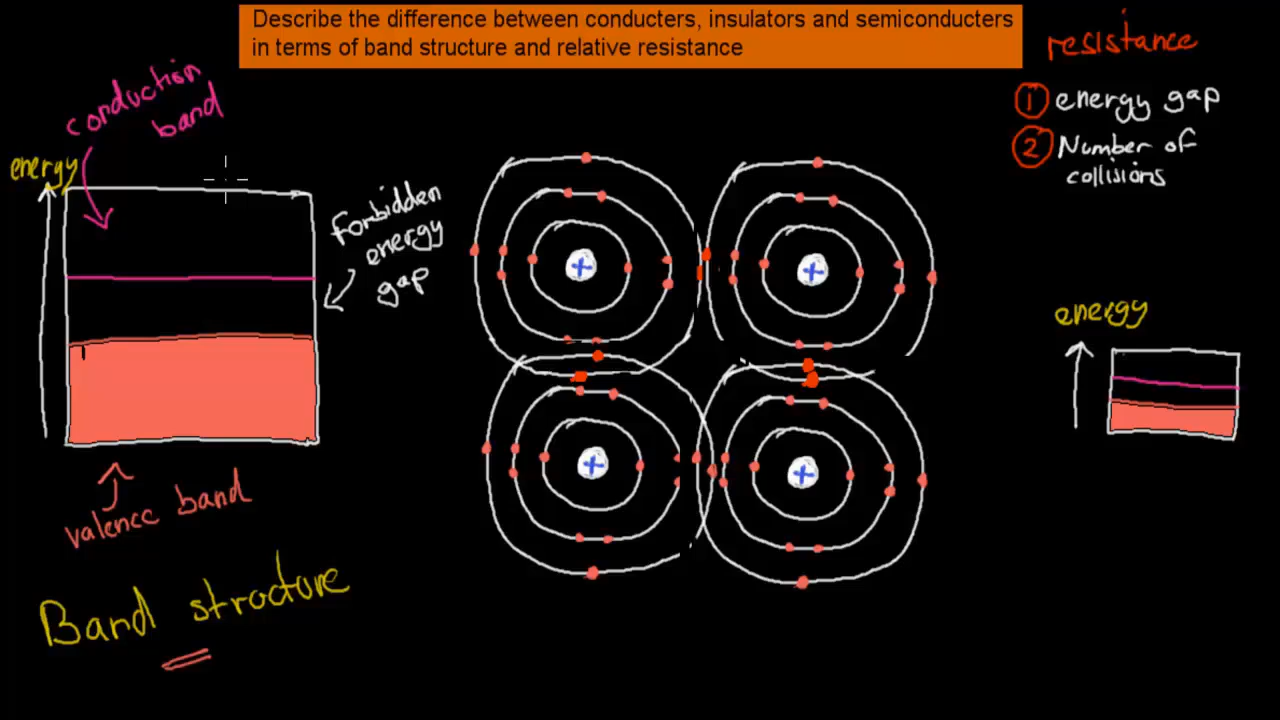 Describe the difference between conducters, insulators and semiconducters
in terms of band structure and relative resistance
resistance
1 energy gap
2 Number of
collisions
conduction
band
energy
Forbidden
energy
gap
+
+
+
+
energy
valence band
Band structure